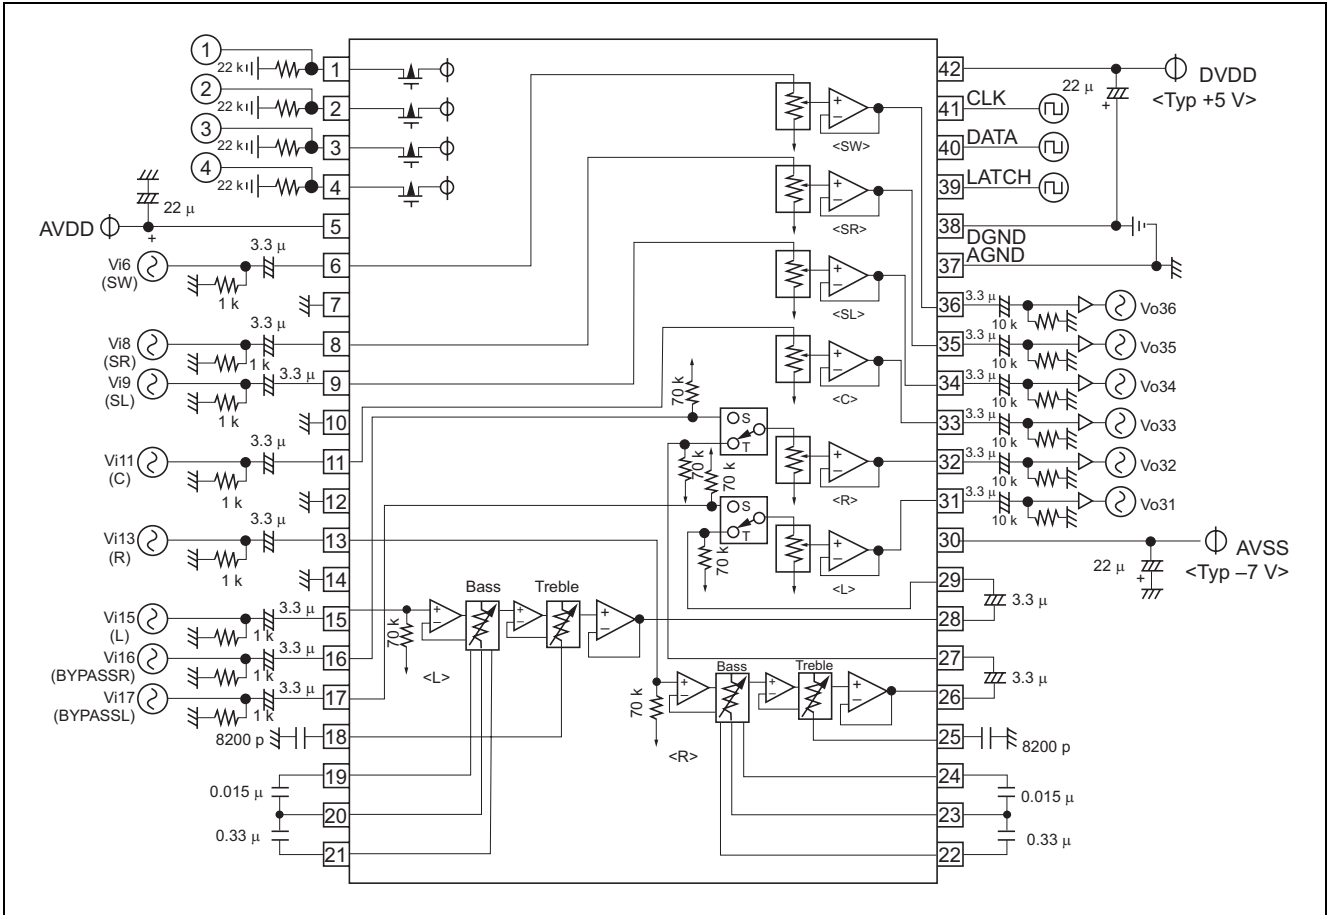 1
22 k
1
2
22 k
2
3
22 k
3
4
22 k
4
22 μ
AVDD
+
5
3.3 μ
Vi6
(SW)
1 k
6
7
3.3 μ
Vi8
(SR)
1 k
8
3.3 μ
Vi9
(SL)
1 k
9
10
3.3 μ
Vi11
(C)
1 k
11
12
3.3 μ
Vi13
(R)
1 k
13
14
3.3 μ
Vi15
(L)
1 k
15
3.3 μ
Vi16
(BYPASSR)
1 k
16
3.3 μ
Vi17
(BYPASSL)
1 k
17
8200 p
18
19
0.015 μ
20
0.33 μ
21
+
−
<SW>
+
−
<SR>
+
−
<SL>
+
−
<C>
70 k
S
T
70 k
70 k
+
−
<R>
S
T
70 k
+
−
<L>
Bass
Treble
+
−
+
−
+
−
70 k
<L>
Bass
Treble
+
−
+
−
+
−
70 k
<R>
42
22 μ
+
DVDD
<Typ +5 V>
41
CLK
40
DATA
39
LATCH
38
DGND
AGND
37
36
3.3 μ
10 k
Vo36
35
3.3 μ
10 k
Vo35
34
3.3 μ
10 k
Vo34
33
3.3 μ
10 k
Vo33
32
3.3 μ
10 k
Vo32
31
3.3 μ
10 k
Vo31
30
22 μ
+
AVSS
<Typ –7 V>
29
3.3 μ
28
27
3.3 μ
26
25
8200 p
24
0.015 μ
23
0.33 μ
22